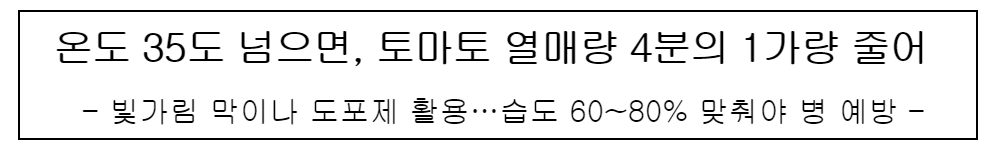 온도 35도 넘으면, 토마토 열매량 4분의 1가량 줄어
- 빛가림 막이나 도포제 활용…습도 60~80% 맞춰야 병 예방 -